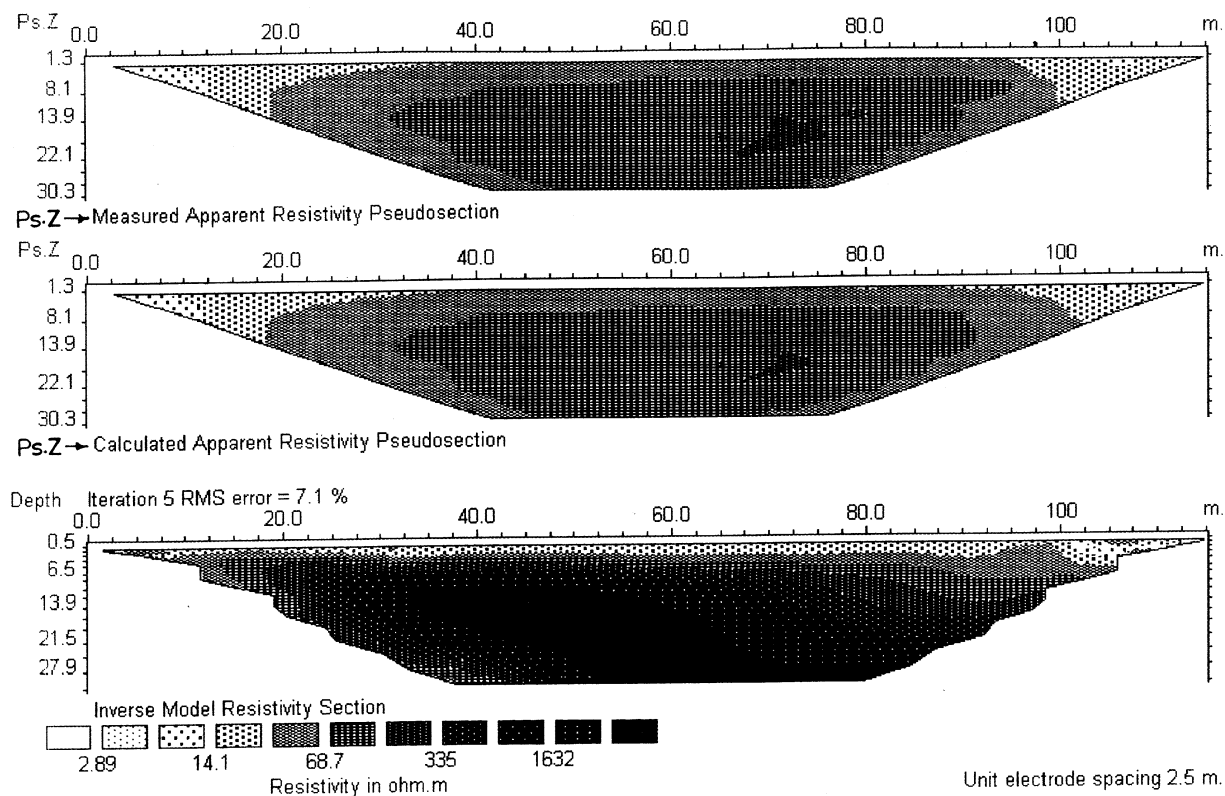 Ps.Z 0.0 20.0 40.0 60.0 80.0 100 m.
1.3
8.1
13.9
22.1
30.3
Ps.Z → Measured Apparent Resistivity Pseudosection
Ps.Z 0.0 20.0 40.0 60.0 80.0 100 m.
1.3
8.1
13.9
22.1
30.3
Ps.Z → Calculated Apparent Resistivity Pseudosection
Depth Iteration 5 RMS error = 7.1 %
0.0 20.0 40.0 60.0 80.0 100 m.
0.5
6.5
13.9
21.5
27.9
Inverse Model Resistivity Section
2.89 14.1 68.7 335 1632
Resistivity in ohm.m
Unit electrode spacing 2.5 m.